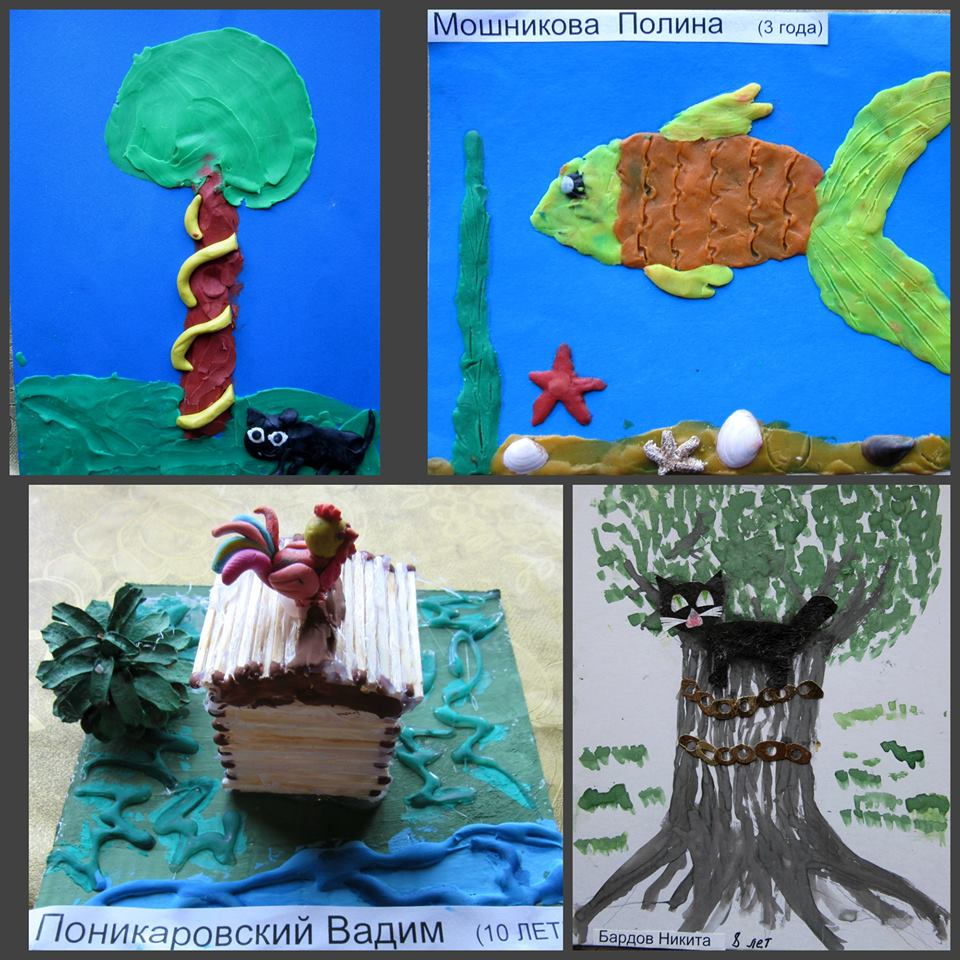 Мошникова Полина (3 года)
Поникаровский Вадим (10 ЛЕТ
Бардов Никита 8 лет